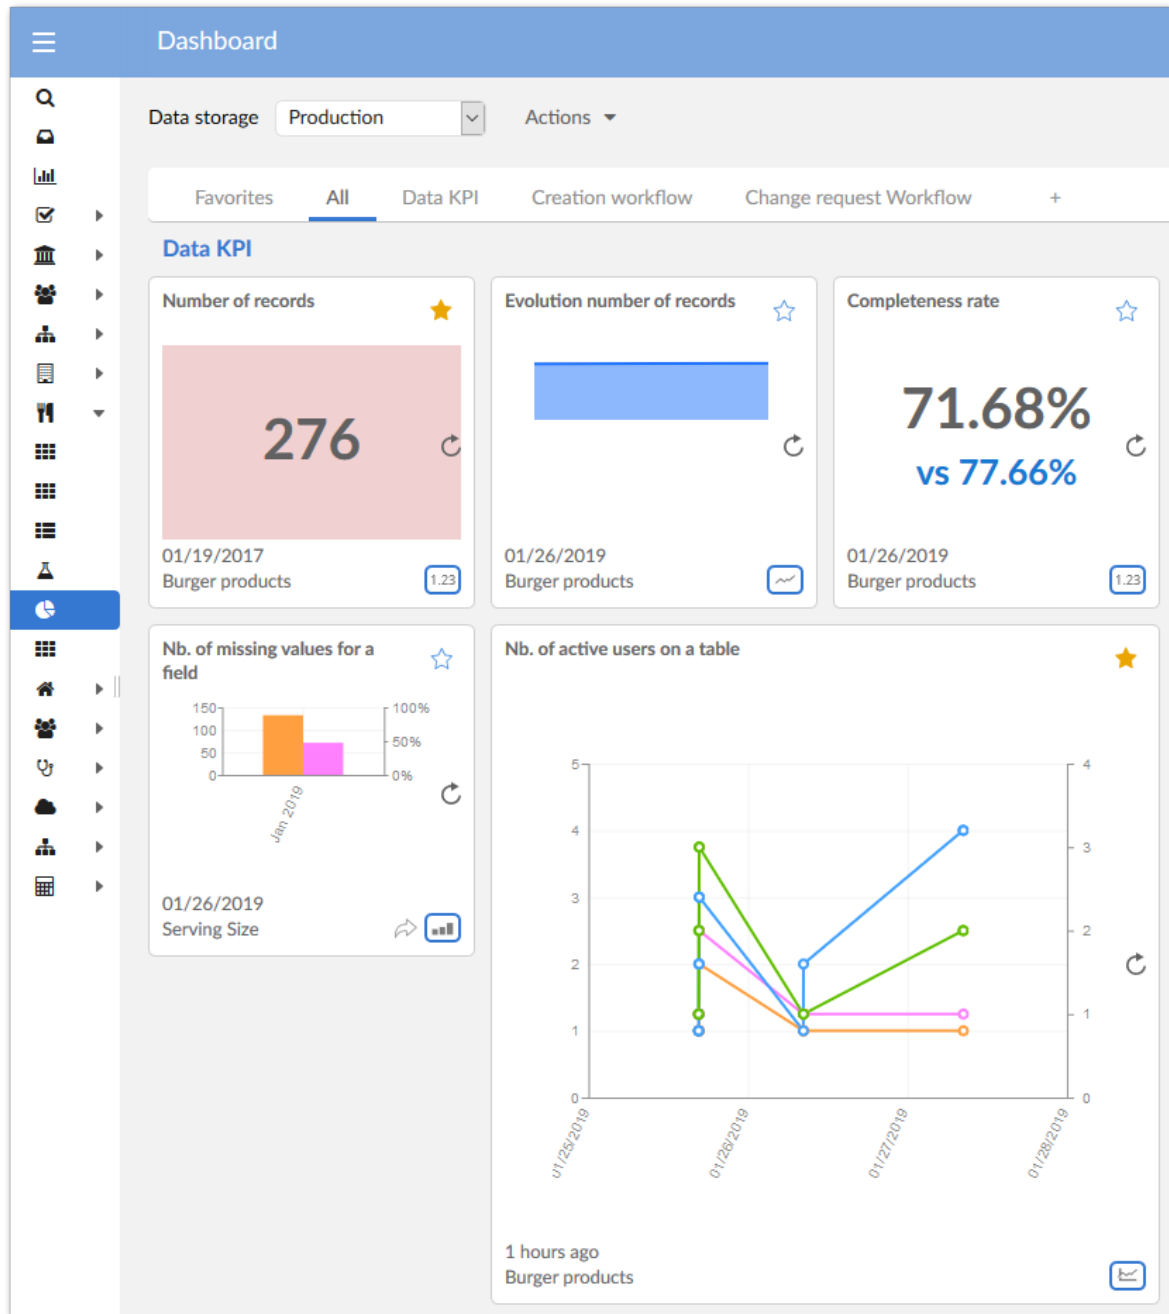 Dashboard
Data storage Production Actions
Favorites All Data KPI Creation workflow Change request Workflow +
Data KPI
Number of records
276
01/19/2017
Burger products
1.23
Evolution number of records
01/26/2019
Burger products
Completeness rate
71.68%
vs 77.66%
01/26/2019
Burger products
1.23
Nb. of missing values for a
field
150 100%
100
50 50%
0 0%
Jan 2019
01/26/2019
Serving Size
Nb. of active users on a table
5 4
4
3
3
2
2
1
1
0 0
01/25/2019 01/26/2019 01/27/2019 01/28/2019
1 hours ago
Burger products